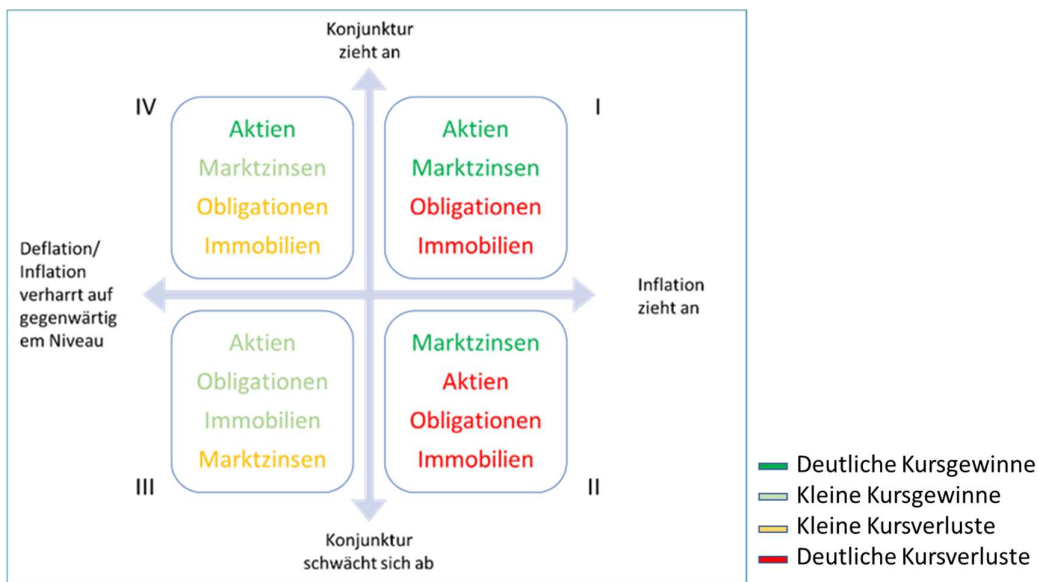 Konjunktur
zieht an
IV
Aktien
Marktzinsen
Obligationen
Immobilien
I
Aktien
Marktzinsen
Obligationen
Immobilien
Deflation/
Inflation
verharrt auf
gegenwärtig
em Niveau
Inflation
zieht an
Aktien
Obligationen
Immobilien
Marktzinsen
III
Marktzinsen
Aktien
Obligationen
Immobilien
II
Konjunktur
schwächt sich ab
Deutliche Kursgewinne
Kleine Kursgewinne
Kleine Kursverluste
Deutliche Kursverluste